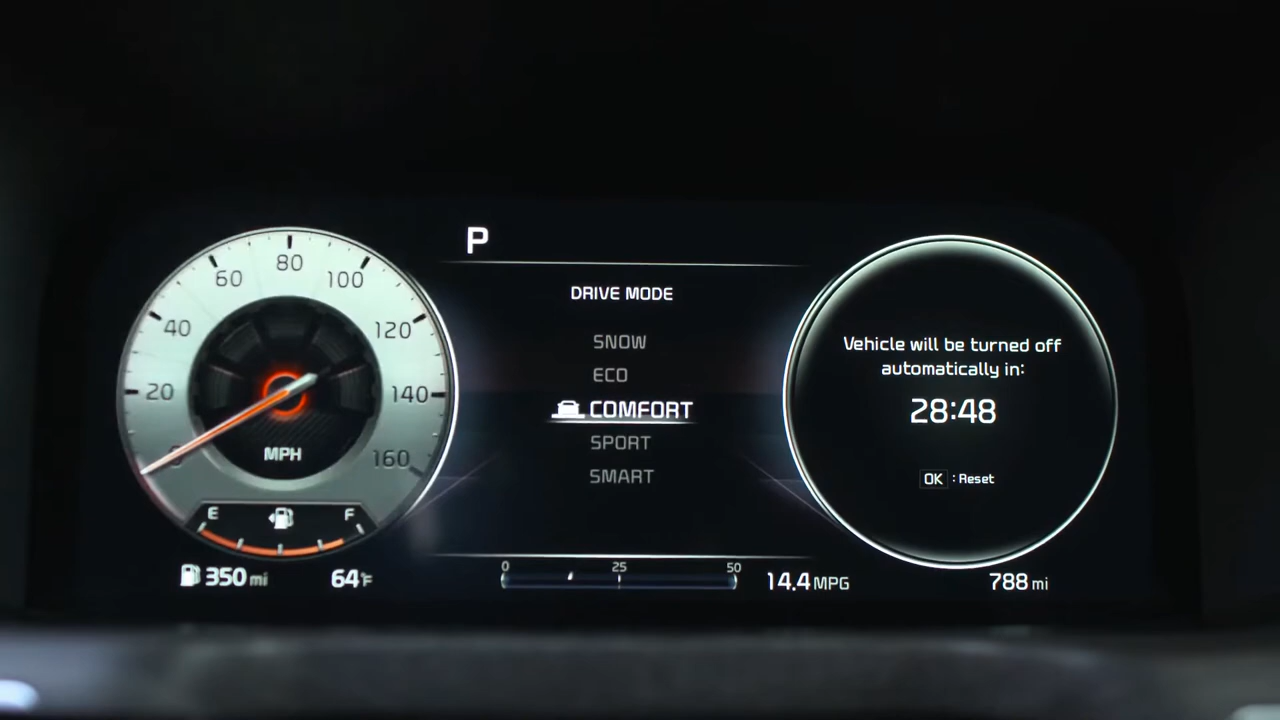 P
DRIVE MODE
SNOW
ECO
COMFORT
SPORT
SMART
0
20
40
60
80
100
120
140
160
MPH
E
F
350 mi
64°F
0
25
50
14.4 MPG
Vehicle will be turned off
automatically in:
28:48
OK : Reset
788 mi